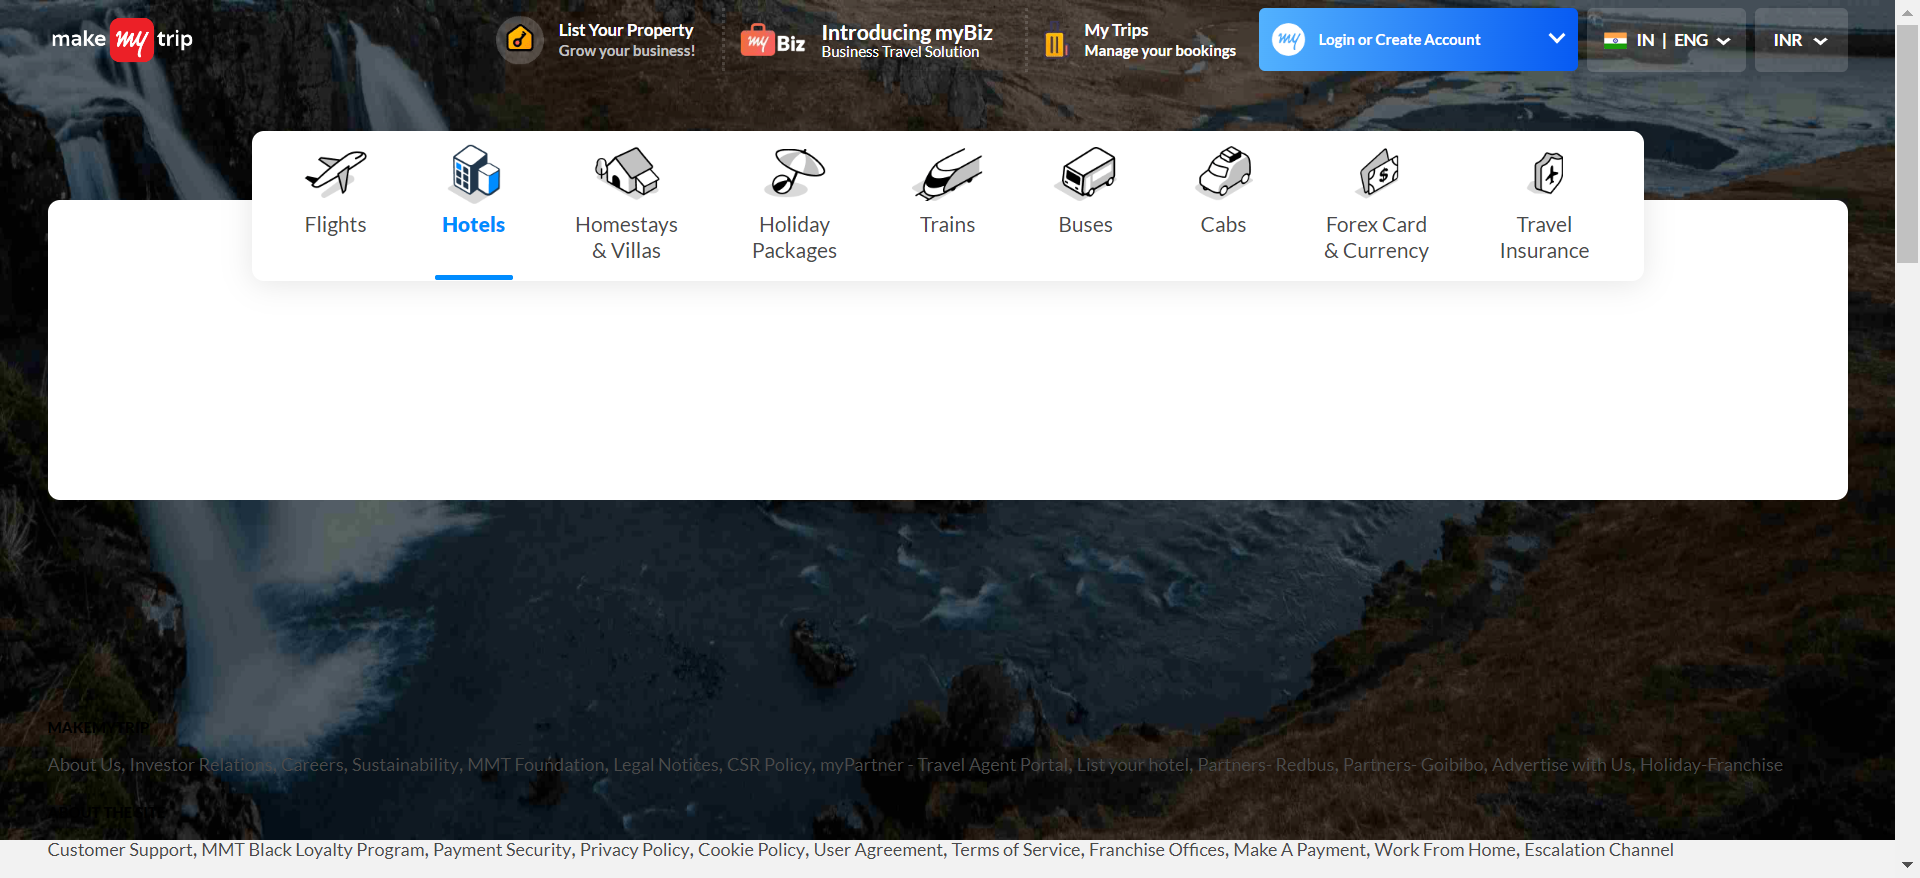 make my trip
List Your Property
Grow your business!
my Biz
Introducing myBiz
Business Travel Solution
My Trips
Manage your bookings
my
Login or Create Account
IN | ENG
INR
Flights
Hotels
Homestays
& Villas
Holiday
Packages
Trains
Buses
Cabs
Forex Card
& Currency
Travel
Insurance
MAKEMYTRIP
About Us, Investor Relations, Careers, Sustainability, MMT Foundation, Legal Notices, CSR Policy, myPartner - Travel Agent Portal, List your hotel, Partners- Redbus, Partners- Goibibo, Advertise with Us, Holiday-Franchise
Customer Support, MMT Black Loyalty Program, Payment Security, Privacy Policy, Cookie Policy, User Agreement, Terms of Service, Franchise Offices, Make A Payment, Work From Home, Escalation Channel